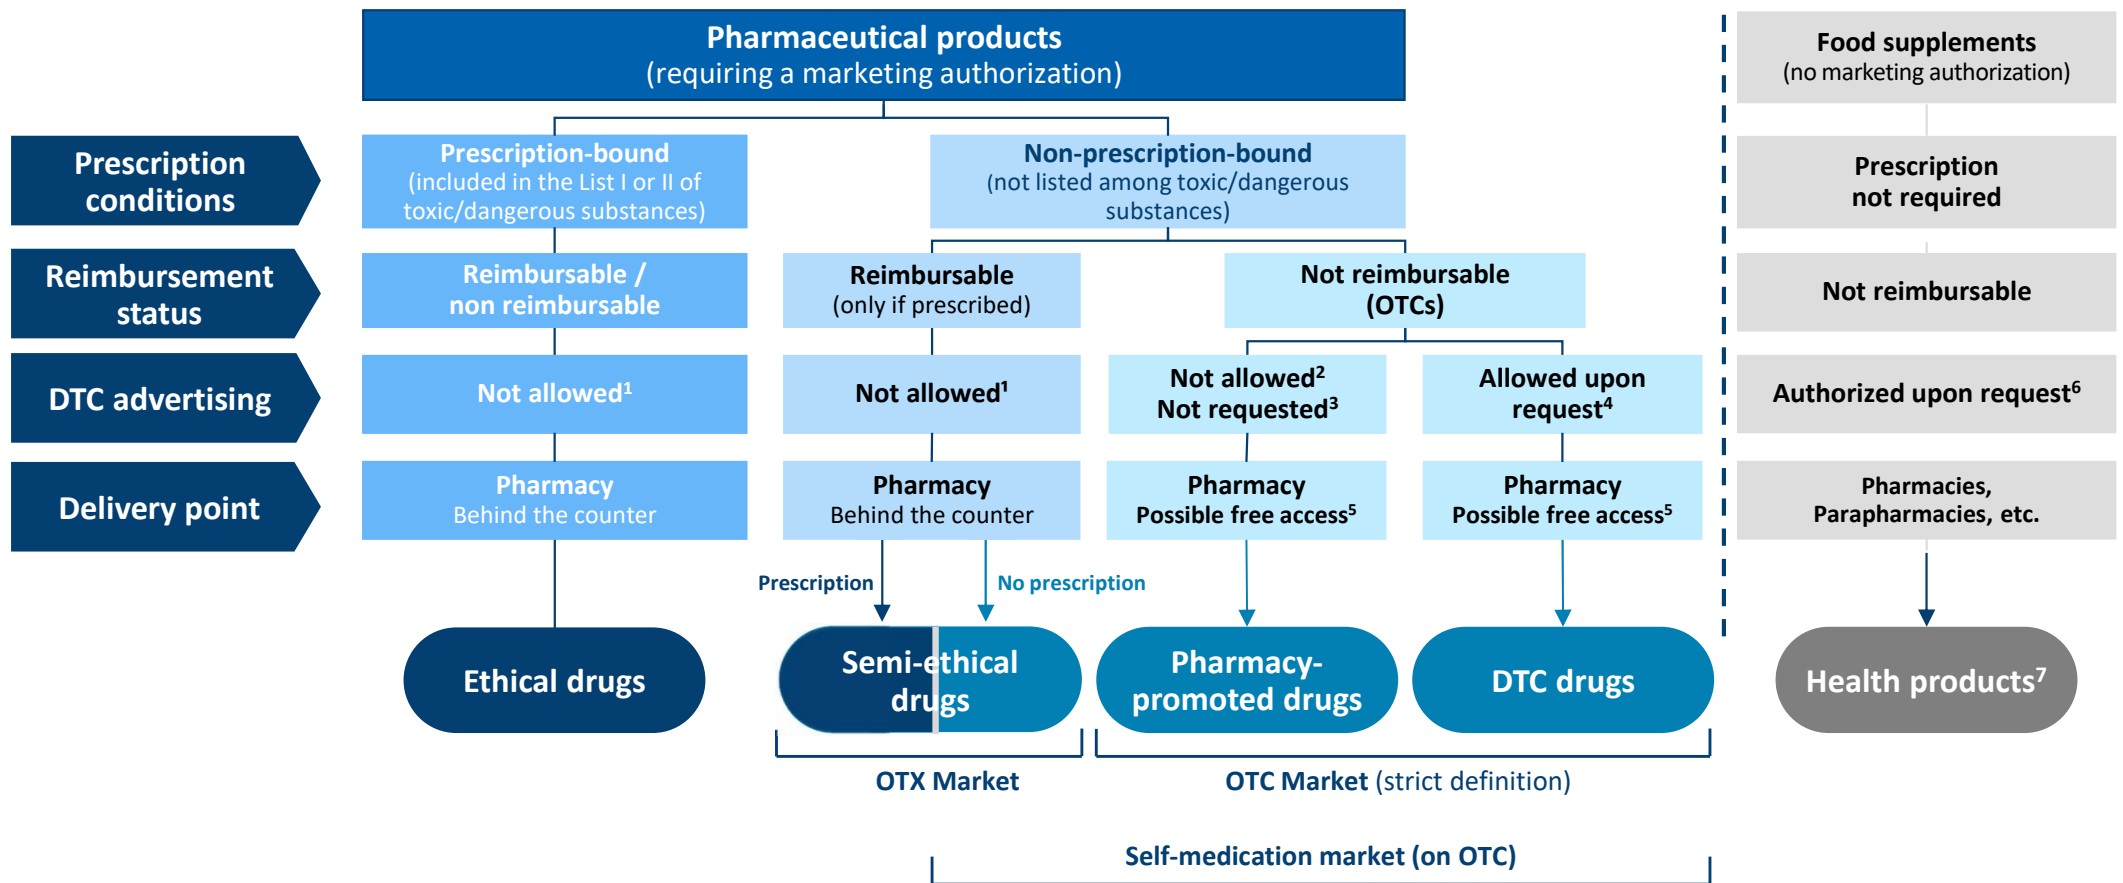 Pharmaceutical products
(requiring a marketing authorization)
Food supplements
(no marketing authorization)
Prescription
conditions
Prescription-bound
(included in the List I or II of
toxic/dangerous substances)
Non-prescription-bound
(not listed among toxic/dangerous
substances)
Prescription
not required
Reimbursement
status
Reimbursable /
non reimbursable
Reimbursable
(only if prescribed)
Not reimbursable
(OTCs)
Not reimbursable
DTC advertising
Not allowed¹
Not allowed¹
Not allowed²
Not requested³
Allowed upon
request⁴
Authorized upon request⁶
Delivery point
Pharmacy
Behind the counter
Pharmacy
Behind the counter
Pharmacy
Possible free access⁵
Pharmacy
Possible free access⁵
Pharmacies,
Parapharmacies, etc.
Prescription
No prescription
Ethical drugs
Semi-ethical
drugs
Pharmacy-
promoted drugs
DTC drugs
Health products⁷
OTX Market
OTC Market (strict definition)
Self-medication market (on OTC)